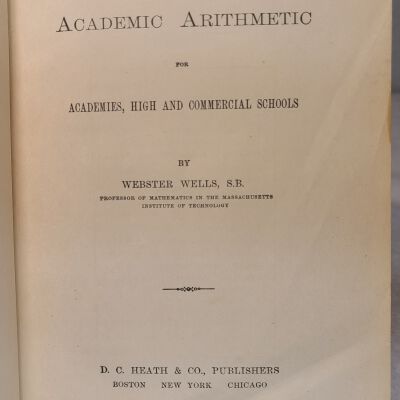 ACADEMIC ARITHMETIC
FOR
ACADEMIES, HIGH AND COMMERCIAL SCHOOLS
BY
WEBSTER WELLS, S.B.
PROFESSOR OF MATHEMATICS IN THE MASSACHUSETTS
INSTITUTE OF TECHNOLOGY
D. C. HEATH & CO., PUBLISHERS
BOSTON NEW YORK CHICAGO